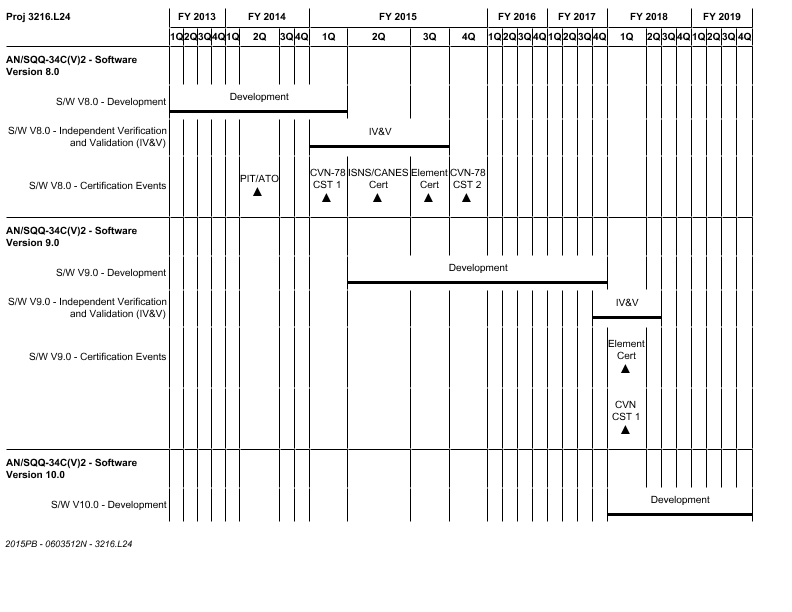 Proj 3216.L24
FY 2013 FY 2014 FY 2015 FY 2016 FY 2017 FY 2018 FY 2019
1Q 2Q 3Q 4Q 1Q 2Q 3Q 4Q 1Q 2Q 3Q 4Q 1Q 2Q 3Q 4Q 1Q 2Q 3Q 4Q 1Q 2Q 3Q 4Q 1Q 2Q 3Q 4Q
AN/SQQ-34C(V)2 - Software
Version 8.0
Development
S/W V8.0 - Development
S/W V8.0 - Independent Verification
and Validation (IV&V)
IV&V
S/W V8.0 - Certification Events
PIT/ATO
CVN-78
CST 1
ISNS/CANES
Cert
Element
Cert
CVN-78
CST 2
AN/SQQ-34C(V)2 - Software
Version 9.0
Development
S/W V9.0 - Development
S/W V9.0 - Independent Verification
and Validation (IV&V)
IV&V
S/W V9.0 - Certification Events
Element
Cert
CVN
CST 1
AN/SQQ-34C(V)2 - Software
Version 10.0
Development
S/W V10.0 - Development
2015PB - 0603512N - 3216.L24